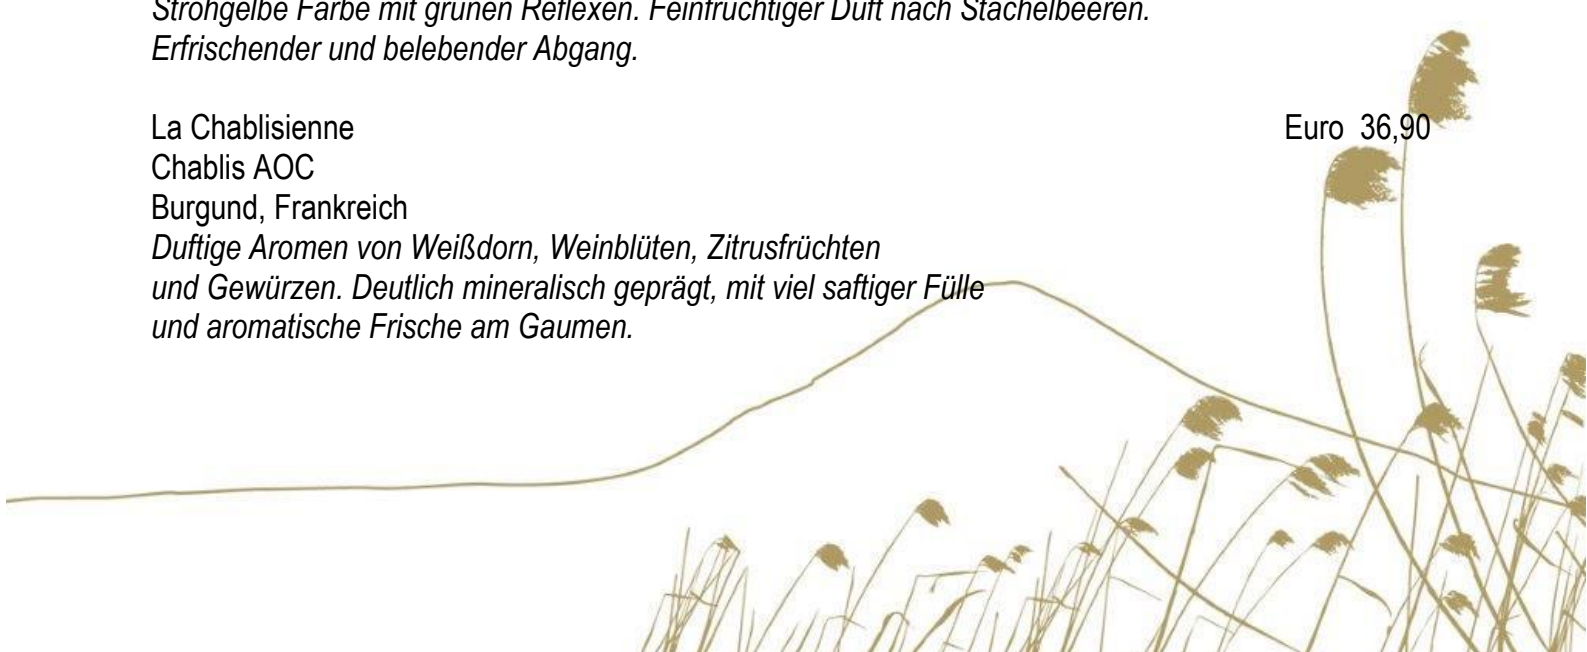 Strohgelbe Farbe mit grünen Reflexen. Feinfruchtiger Duft nach Stachelbeeren.
Erfrischender und belebender Abgang.
La Chablisienne Euro 36,90
Chablis AOC
Burgund, Frankreich
Duftige Aromen von Weißdorn, Weinblüten, Zitrusfrüchten
und Gewürzen. Deutlich mineralisch geprägt, mit viel saftiger Fülle
und aromatische Frische am Gaumen.